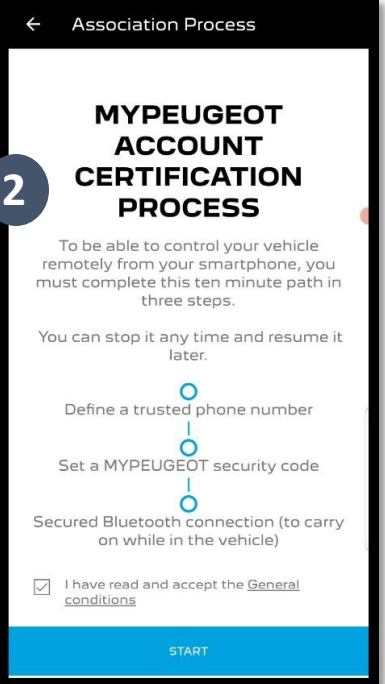 Association Process
MYPEUGEOT
ACCOUNT
CERTIFICATION
PROCESS
2
To be able to control your vehicle
remotely from your smartphone, you
must complete this ten minute path in
three steps.
You can stop it any time and resume it
later.
Define a trusted phone number
Set a MYPEUGEOT security code
Secured Bluetooth connection (to carry
on while in the vehicle)
I have read and accept the General
conditions
START